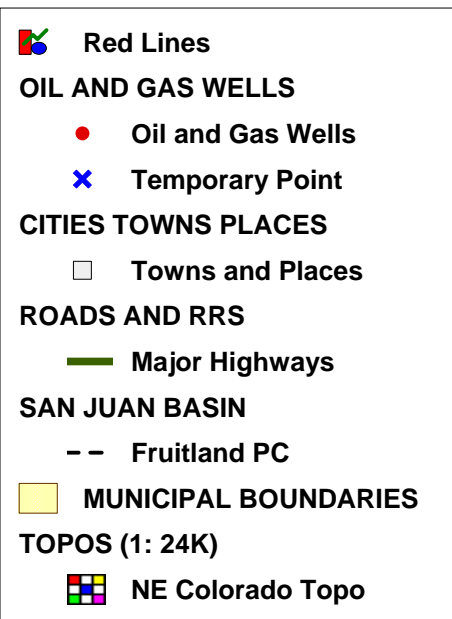 Red Lines
OIL AND GAS WELLS
Oil and Gas Wells
Temporary Point
CITIES TOWNS PLACES
Towns and Places
ROADS AND RRS
Major Highways
SAN JUAN BASIN
Fruitland PC
MUNICIPAL BOUNDARIES
TOPOS (1: 24K)
NE Colorado Topo